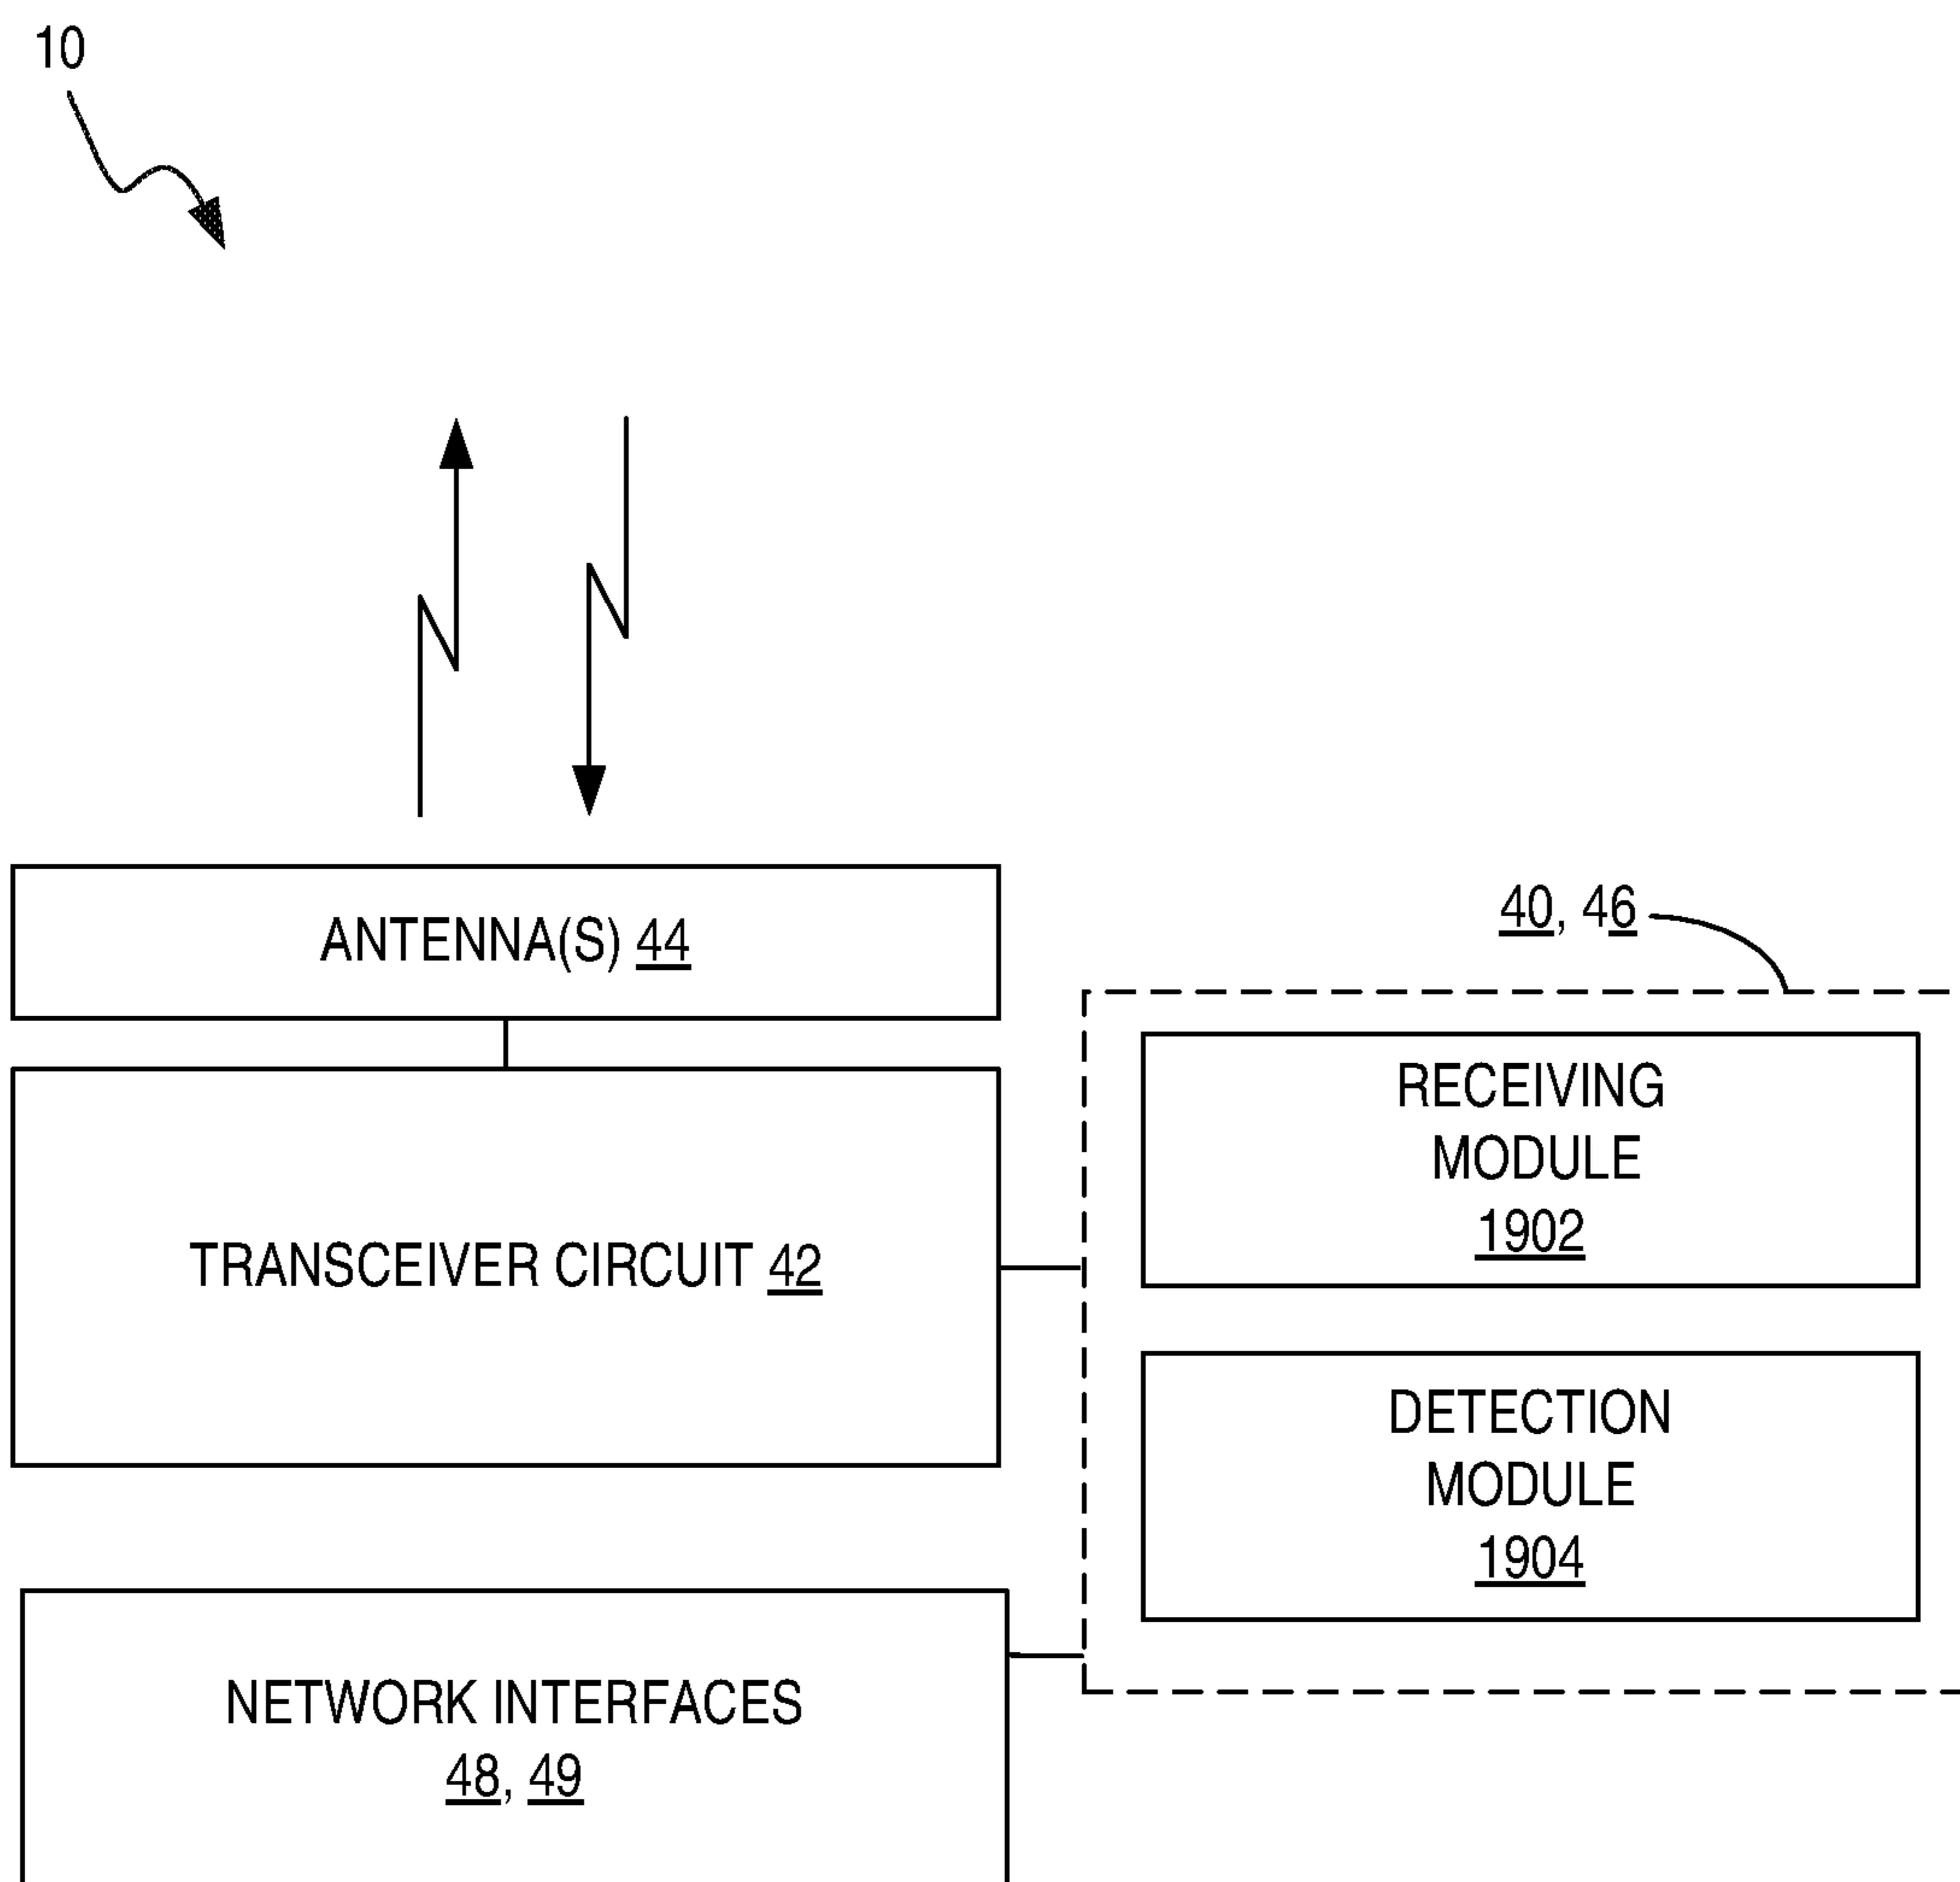 10
ANTENNA(S) 44
40, 46
RECEIVING
MODULE
1902
TRANSCEIVER CIRCUIT 42
DETECTION
MODULE
1904
NETWORK INTERFACES
48, 49